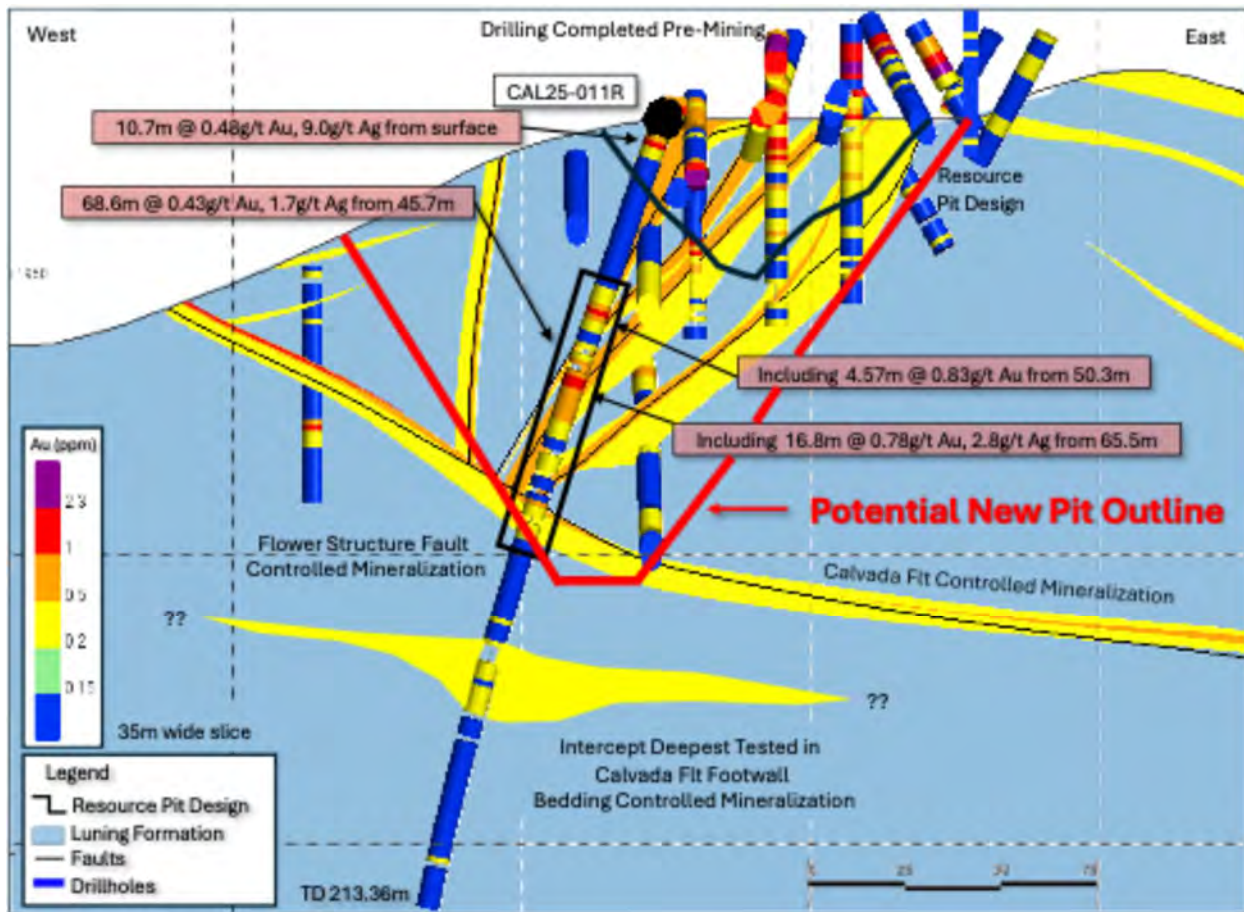 West
Drilling Completed Pre-Mining
East
CAL25-011R
10.7m @ 0.48g/t Au, 9.0g/t Ag from surface
68.6m @ 0.43g/t Au, 1.7g/t Ag from 45.7m
Resource
Pit Design
Including 4.57m @ 0.83g/t Au from 50.3m
Including 16.8m @ 0.78g/t Au, 2.8g/t Ag from 65.5m
Potential New Pit Outline
Flower Structure Fault
Controlled Mineralization
Calvada Flt Controlled Mineralization
??
??
Intercept Deepest Tested in
Calvada Flt Footwall
Bedding Controlled Mineralization
TD 213.36m
Au (ppm)
2.3
1
0.5
0.2
0.15
35m wide slice
Legend
Resource Pit Design
Luning Formation
Faults
Drillholes
25
50
75